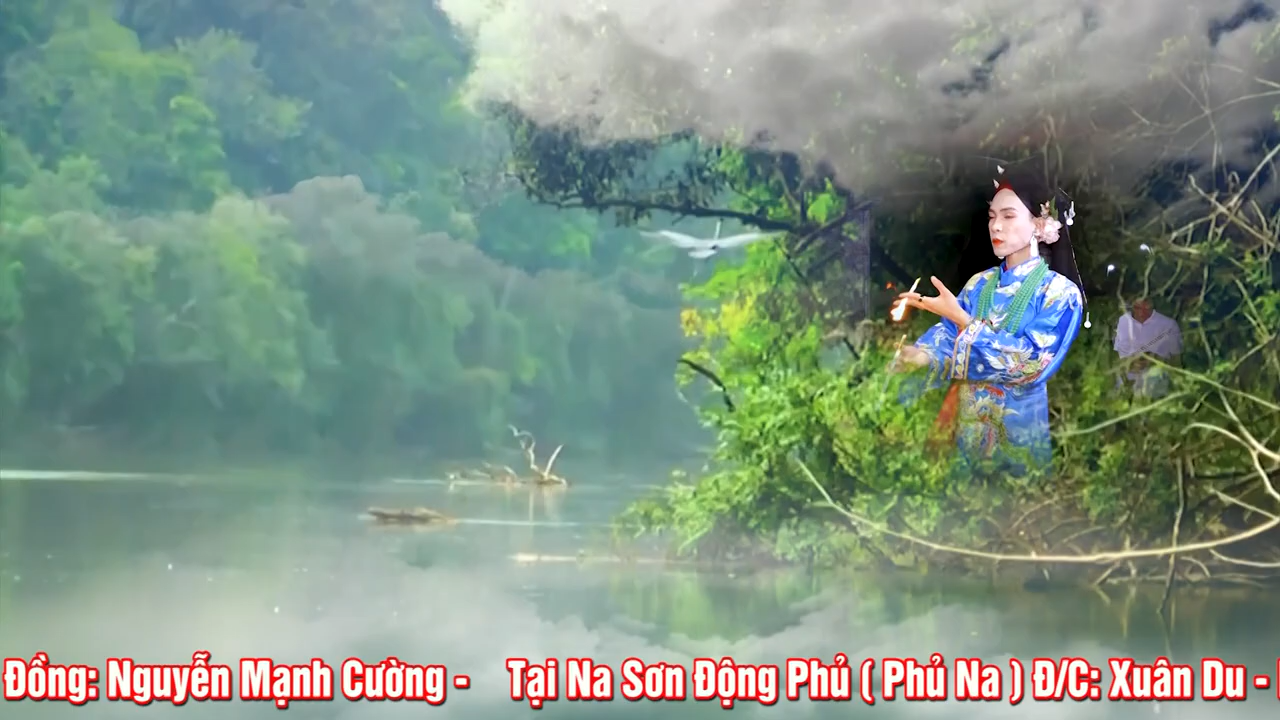 Đồng: Nguyễn Mạnh Cường - Tại Na Sơn Động Phủ ( Phủ Na ) Đ/C: Xuân Du -